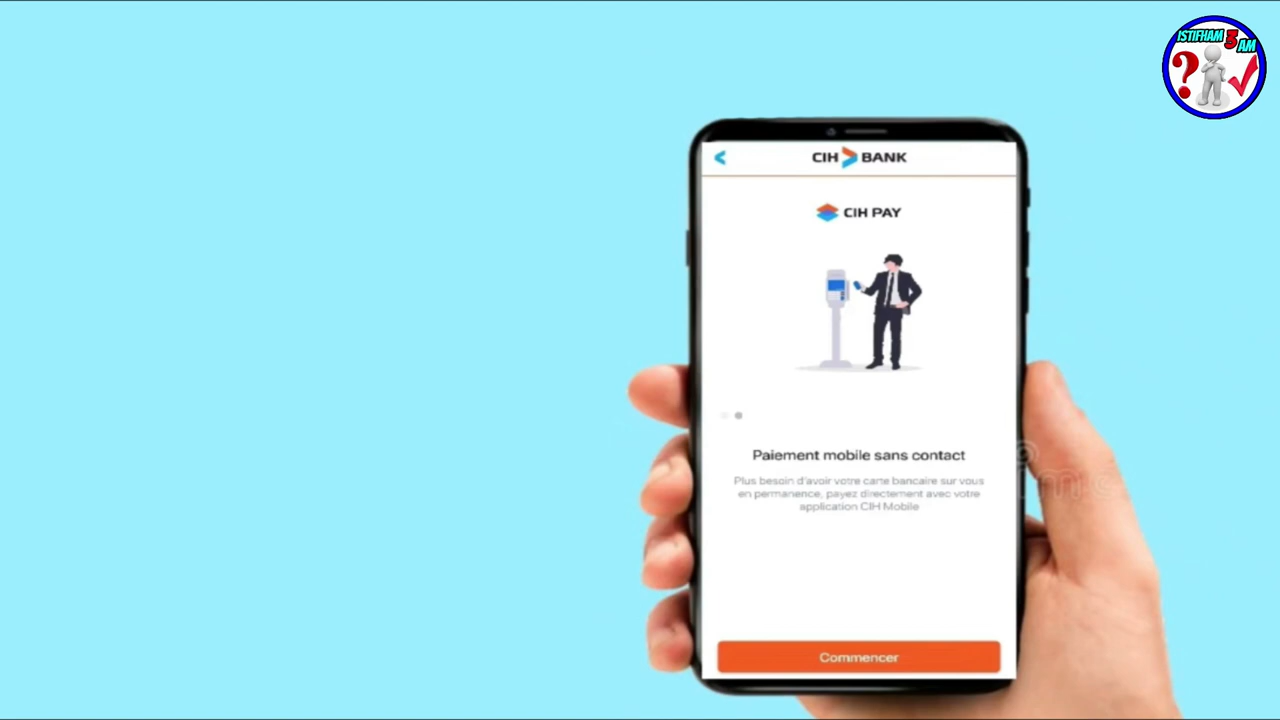 ISTIFHAM 3 AM
CIH BANK
CIH PAY
Paiement mobile sans contact
Plus besoin d'avoir votre carte bancaire sur vous
en permanence, payez directement avec votre
application CIH Mobile
Commencer